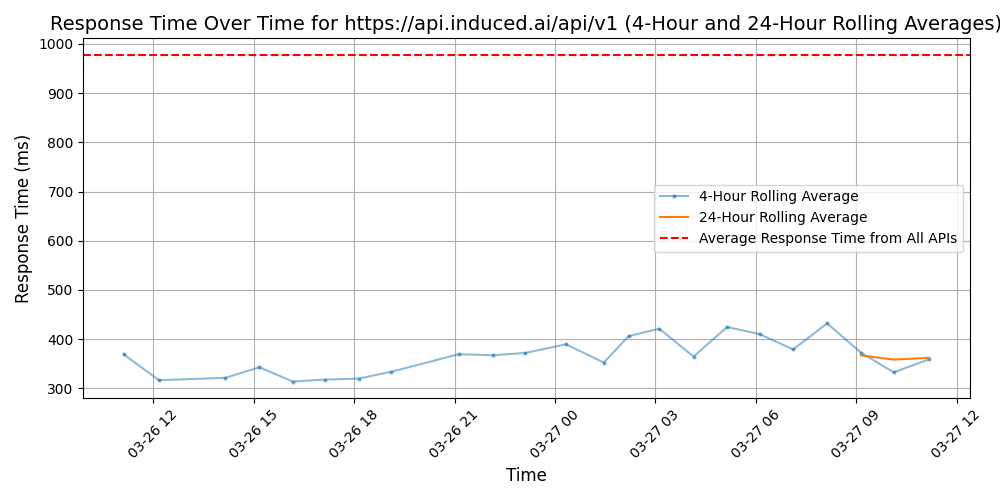 Response Time Over Time for https://api.induced.ai/api/v1 (4-Hour and 24-Hour Rolling Averages)
Response Time (ms)
1000
900
800
700
600
500
400
300
4-Hour Rolling Average
24-Hour Rolling Average
Average Response Time from All APIs
03-26 12
03-26 15
03-26 18
03-26 21
03-27 00
03-27 03
03-27 06
03-27 09
03-27 12
Time